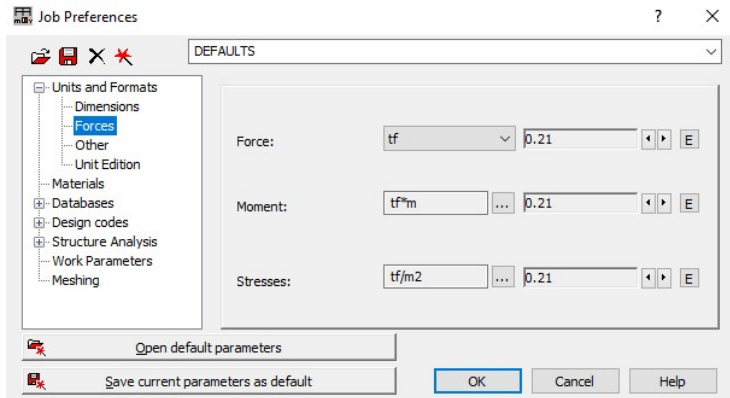 Job Preferences
DEFAULTS
Units and Formats
Dimensions
Forces
Other
Unit Edition
Materials
Databases
Design codes
Structure Analysis
Work Parameters
Meshing
Force: tf 0.21 E
Moment: tf*m ... 0.21 E
Stresses: tf/m2 ... 0.21 E
Open default parameters
Save current parameters as default
OK Cancel Help